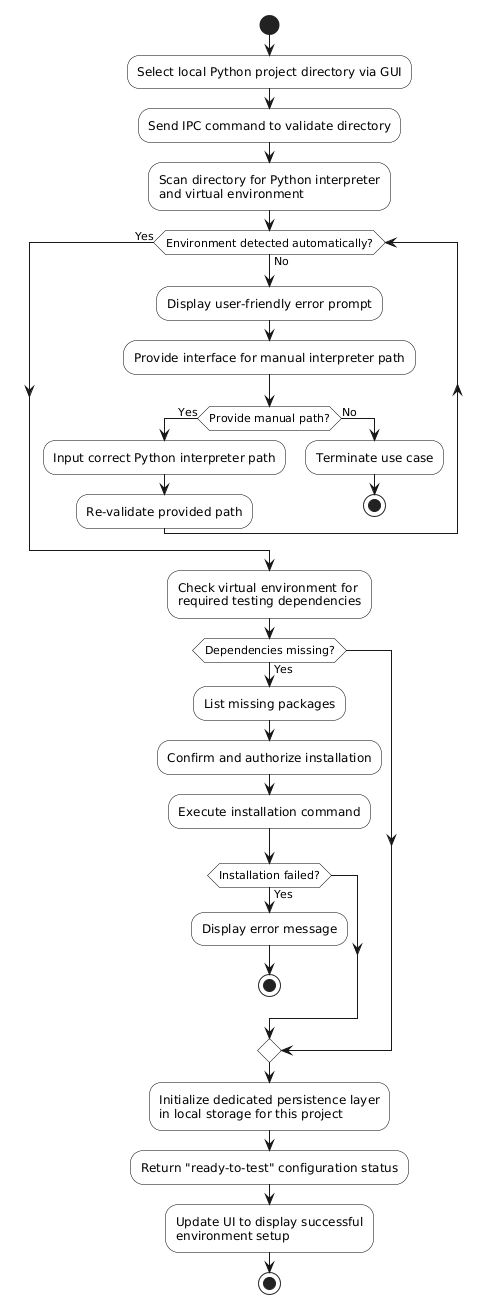 Select local Python project directory via GUI
Send IPC command to validate directory
Scan directory for Python interpreter
and virtual environment
Yes
Environment detected automatically?
No
Display user-friendly error prompt
Provide interface for manual interpreter path
Yes
Provide manual path?
No
Input correct Python interpreter path
Terminate use case
Re-validate provided path
Check virtual environment for
required testing dependencies
Dependencies missing?
Yes
List missing packages
Confirm and authorize installation
Execute installation command
Installation failed?
Yes
Display error message
Initialize dedicated persistence layer
in local storage for this project
Return "ready-to-test" configuration status
Update UI to display successful
environment setup